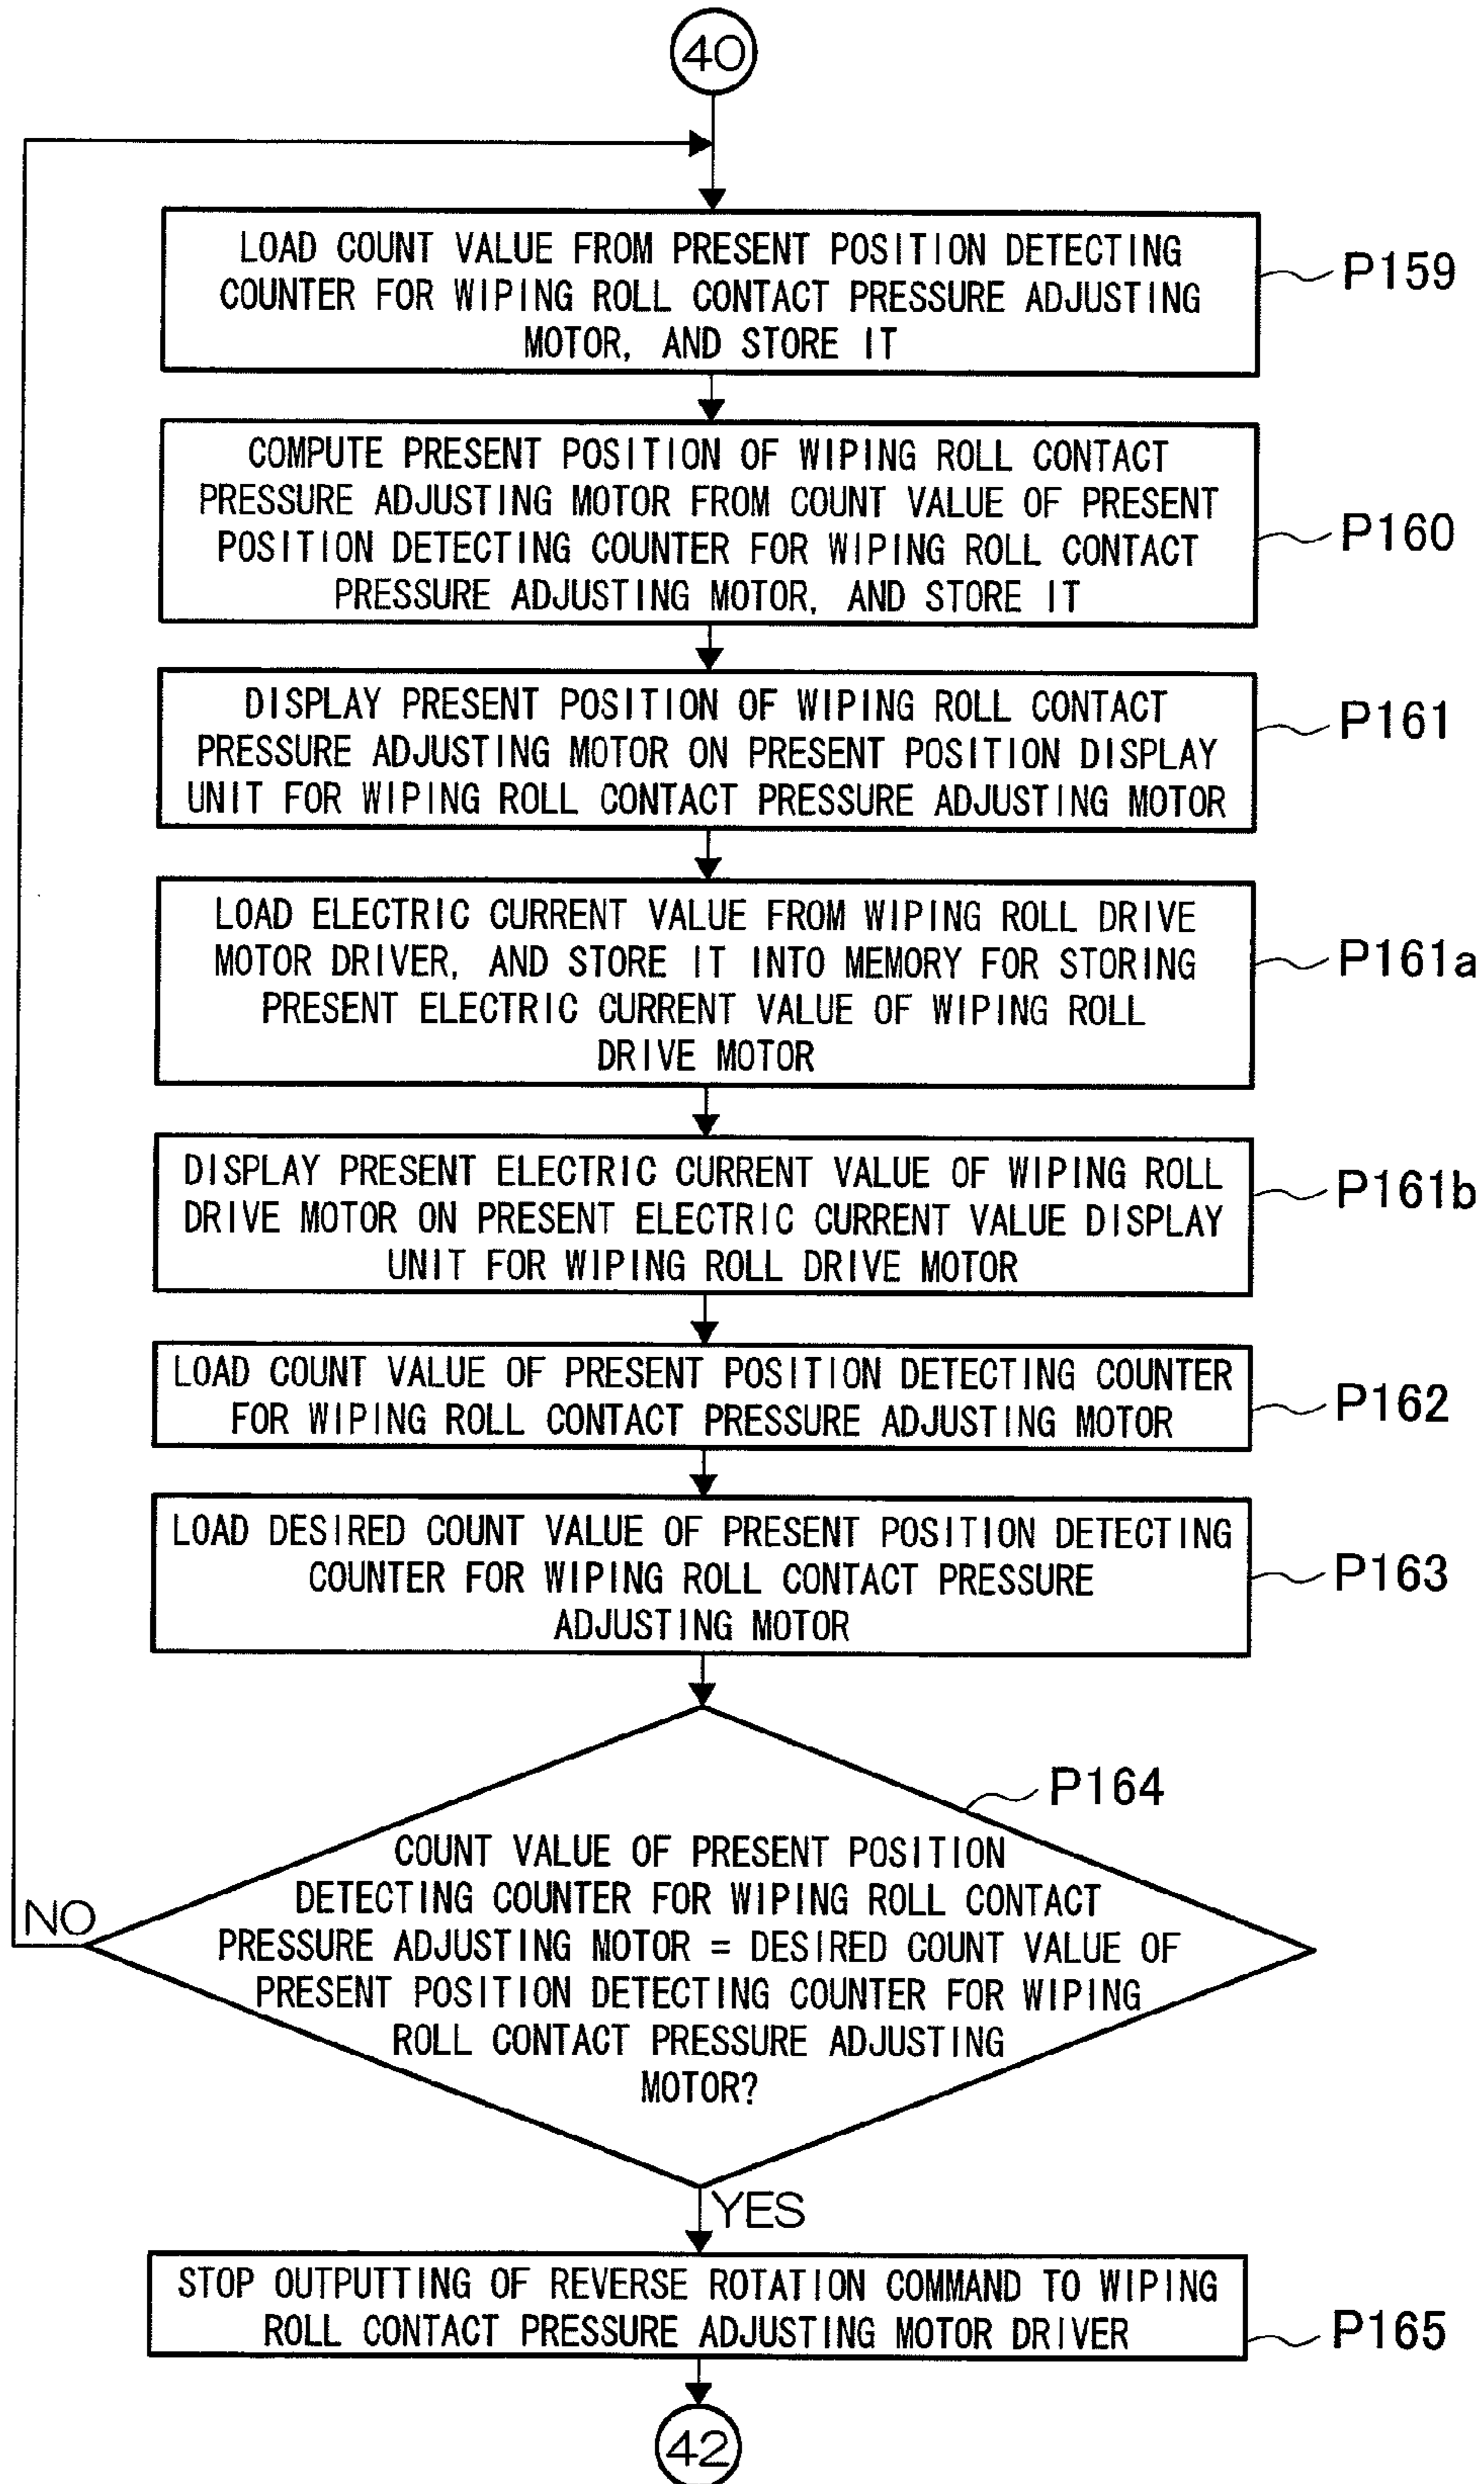 40
LOAD COUNT VALUE FROM PRESENT POSITION DETECTING
COUNTER FOR WIPING ROLL CONTACT PRESSURE ADJUSTING
MOTOR, AND STORE IT
P159
COMPUTE PRESENT POSITION OF WIPING ROLL CONTACT
PRESSURE ADJUSTING MOTOR FROM COUNT VALUE OF PRESENT
POSITION DETECTING COUNTER FOR WIPING ROLL CONTACT
PRESSURE ADJUSTING MOTOR, AND STORE IT
P160
DISPLAY PRESENT POSITION OF WIPING ROLL CONTACT
PRESSURE ADJUSTING MOTOR ON PRESENT POSITION DISPLAY
UNIT FOR WIPING ROLL CONTACT PRESSURE ADJUSTING MOTOR
P161
LOAD ELECTRIC CURRENT VALUE FROM WIPING ROLL DRIVE
MOTOR DRIVER, AND STORE IT INTO MEMORY FOR STORING
PRESENT ELECTRIC CURRENT VALUE OF WIPING ROLL
DRIVE MOTOR
P161a
DISPLAY PRESENT ELECTRIC CURRENT VALUE OF WIPING ROLL
DRIVE MOTOR ON PRESENT ELECTRIC CURRENT VALUE DISPLAY
UNIT FOR WIPING ROLL DRIVE MOTOR
P161b
LOAD COUNT VALUE OF PRESENT POSITION DETECTING COUNTER
FOR WIPING ROLL CONTACT PRESSURE ADJUSTING MOTOR
P162
LOAD DESIRED COUNT VALUE OF PRESENT POSITION DETECTING
COUNTER FOR WIPING ROLL CONTACT PRESSURE
ADJUSTING MOTOR
P163
P164
COUNT VALUE OF PRESENT POSITION
DETECTING COUNTER FOR WIPING ROLL CONTACT
PRESSURE ADJUSTING MOTOR = DESIRED COUNT VALUE OF
PRESENT POSITION DETECTING COUNTER FOR WIPING
ROLL CONTACT PRESSURE ADJUSTING
MOTOR?
NO
YES
STOP OUTPUTTING OF REVERSE ROTATION COMMAND TO WIPING
ROLL CONTACT PRESSURE ADJUSTING MOTOR DRIVER
P165
42